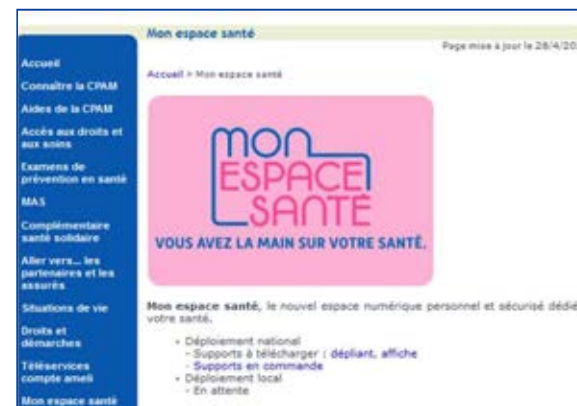 Mon espace santé
Page mise à jour le 28/4/20
Accueil > Mon espace santé
Accueil
Connaître la CPAM
Aides de la CPAM
Accès aux droits et
aux soins
Examens de
prévention en santé
MAS
Complémentaire
santé solidaire
Aller vers... les
partenaires et les
assurés
Situations de vie
Droits et
démarches
Téléservices
compte ameli
Mon espace santé
mon
ESPACE
SANTÉ
VOUS AVEZ LA MAIN SUR VOTRE SANTÉ.
Mon espace santé, le nouvel espace numérique personnel et sécurisé dédié
votre santé.
• Déploiement national
- Supports à télécharger : dépliant, affiche
- Supports en commande
• Déploiement local
- En attente